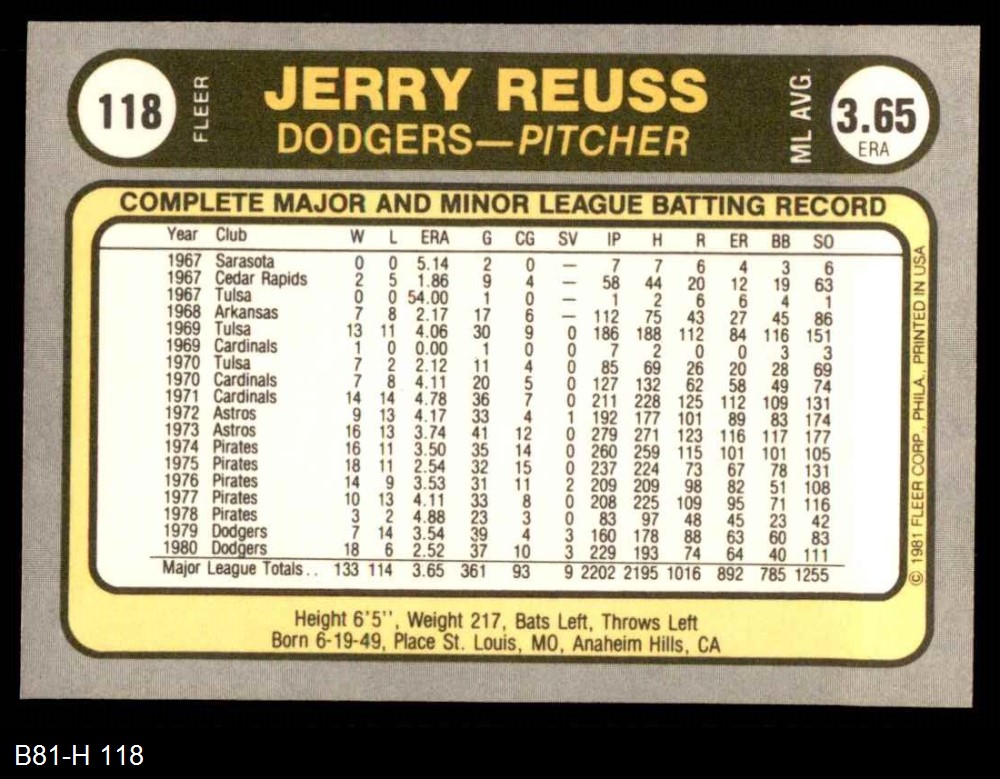 118 FLEER JERRY REUSS ML AVG. 3.65
DODGERS—PITCHER ERA
COMPLETE MAJOR AND MINOR LEAGUE BATTING RECORD
Year Club W L ERA G CG SV IP H R ER BB SO
1967 Sarasota 0 0 5.14 2 0 — 7 7 6 4 3 6
1967 Cedar Rapids 2 5 1.86 9 4 — 58 44 20 12 19 63
1967 Tulsa 0 0 54.00 1 0 — 1 2 6 6 4 1
1968 Arkansas 7 8 2.17 17 6 — 112 75 43 27 45 86
1969 Tulsa 13 11 4.06 30 9 0 186 188 112 84 116 151
1969 Cardinals 1 0 0.00 1 0 0 7 2 0 0 3 3
1970 Tulsa 7 2 2.12 11 4 0 85 69 26 20 28 69
1970 Cardinals 7 8 4.11 20 5 0 127 132 62 58 49 74
1971 Cardinals 14 14 4.78 36 7 0 211 228 125 112 109 131
1972 Astros 9 13 4.17 33 4 1 192 177 101 89 83 174
1973 Astros 16 13 3.74 41 12 0 279 271 123 116 117 177
1974 Pirates 16 11 3.50 35 14 0 260 259 115 101 101 105
1975 Pirates 18 11 2.54 32 15 0 237 224 73 67 78 131
1976 Pirates 14 9 3.53 31 11 2 209 209 98 82 51 108
1977 Pirates 10 13 4.11 33 8 0 208 225 109 95 71 116
1978 Pirates 3 2 4.88 23 3 0 83 97 48 45 23 42
1979 Dodgers 7 14 3.54 39 4 3 160 178 88 63 60 83
1980 Dodgers 18 6 2.52 37 10 3 229 193 74 64 40 111
Major League Totals.. 133 114 3.65 361 93 9 2202 2195 1016 892 785 1255
© 1981 FLEER CORP., PHILA., PRINTED IN USA
Height 6'5'', Weight 217, Bats Left, Throws Left
Born 6-19-49, Place St. Louis, MO, Anaheim Hills, CA
B81-H 118